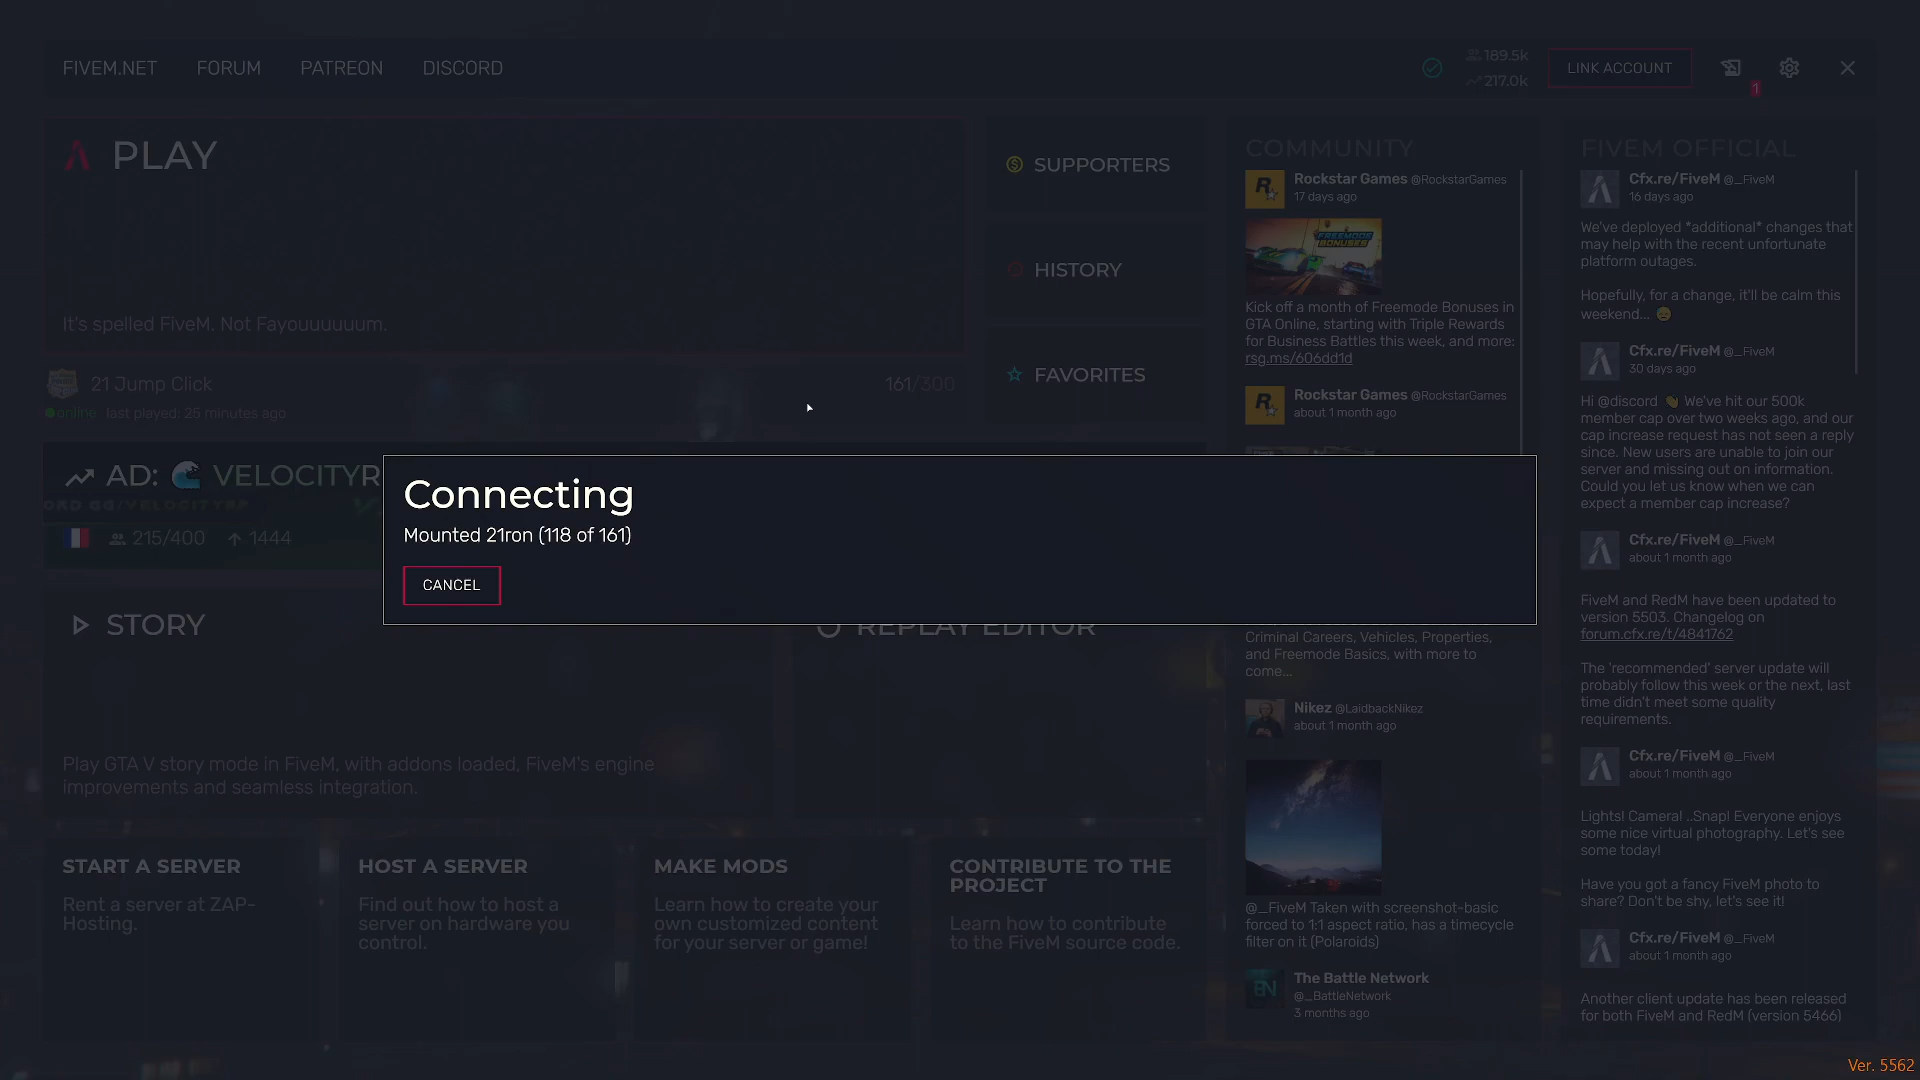 FIVEM.NET
FORUM
PATREON
DISCORD
189.5k
217.0k
LINK ACCOUNT
1
PLAY
It's spelled FiveM. Not Fayouuuuuum.
21 Jump Click
161/300
online last played: 25 minutes ago
SUPPORTERS
HISTORY
FAVORITES
AD: 🌊 VELOCITYR
ORD.GG/VELOCITYRP
215/400
1444
Connecting
Mounted 21ron (118 of 161)
CANCEL
STORY
Play GTA V story mode in FiveM, with addons loaded, FiveM's engine
improvements and seamless integration.
REPLAY EDITOR
START A SERVER
Rent a server at ZAP-
Hosting.
HOST A SERVER
Find out how to host a
server on hardware you
control.
MAKE MODS
Learn how to create your
own customized content
for your server or game!
CONTRIBUTE TO THE
PROJECT
Learn how to contribute
to the FiveM source code.
COMMUNITY
Rockstar Games @RockstarGames
17 days ago
FREEMODE
BONUSES
Kick off a month of Freemode Bonuses in
GTA Online, starting with Triple Rewards
for Business Battles this week, and more:
rsg.ms/606dd1d
Rockstar Games @RockstarGames
about 1 month ago
Criminal Careers, Vehicles, Properties,
and Freemode Basics, with more to
come...
Nikez @LaidbackNikez
about 1 month ago
@_FiveM Taken with screenshot-basic
forced to 1:1 aspect ratio, has a timecycle
filter on it (Polaroids)
The Battle Network
@_BattleNetwork
3 months ago
FIVEM OFFICIAL
Cfx.re/FiveM @_FiveM
16 days ago
We've deployed *additional* changes that
may help with the recent unfortunate
platform outages.
Hopefully, for a change, it'll be calm this
weekend... 😔
Cfx.re/FiveM @_FiveM
30 days ago
Hi @discord 👏 We've hit our 500k
member cap over two weeks ago, and our
cap increase request has not seen a reply
since. New users are unable to join our
server and missing out on information.
Could you let us know when we can
expect a member cap increase?
Cfx.re/FiveM @_FiveM
about 1 month ago
FiveM and RedM have been updated to
version 5503. Changelog on
forum.cfx.re/t/4841762
The 'recommended' server update will
probably follow this week or the next, last
time didn't meet some quality
requirements.
Cfx.re/FiveM @_FiveM
about 1 month ago
Lights! Camera! ..Snap! Everyone enjoys
some nice virtual photography. Let's see
some today!
Have you got a fancy FiveM photo to
share? Don't be shy, let's see it!
Cfx.re/FiveM @_FiveM
about 1 month ago
Another client update has been released
for both FiveM and RedM (version 5466)
Ver. 5562